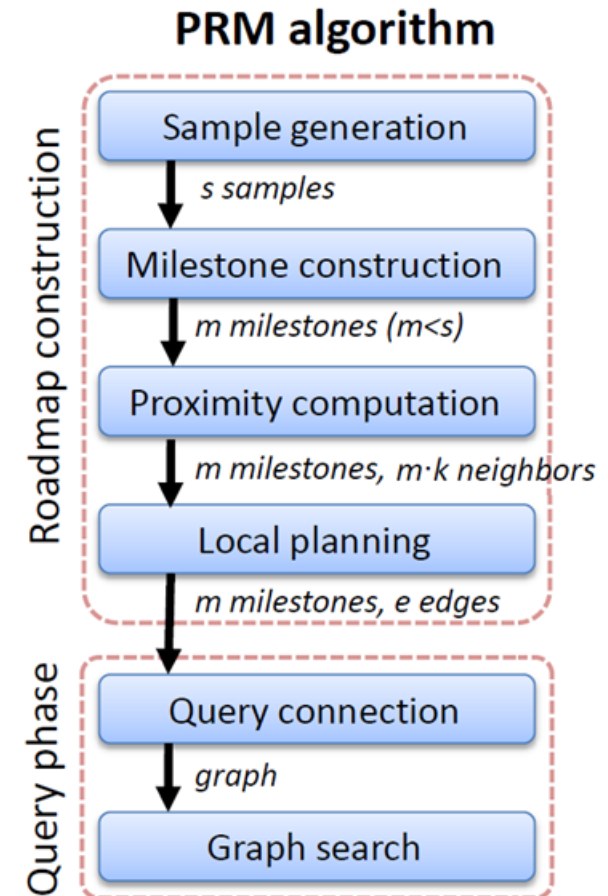 PRM algorithm
Roadmap construction
Sample generation
s samples
Milestone construction
m milestones (m<s)
Proximity computation
m milestones, m·k neighbors
Local planning
m milestones, e edges
Query phase
Query connection
graph
Graph search